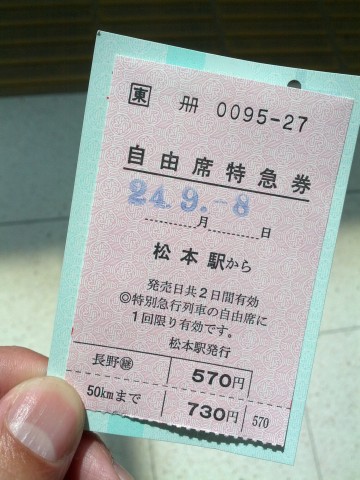 東 冊 0095-27
自由席特急券
24.9.-8
月 日
松本駅から
発売日共2日間有効
◎特別急行列車の自由席に
1回限り有効です。
松本駅発行
長野㊩ 570円
50kmまで 730円 570